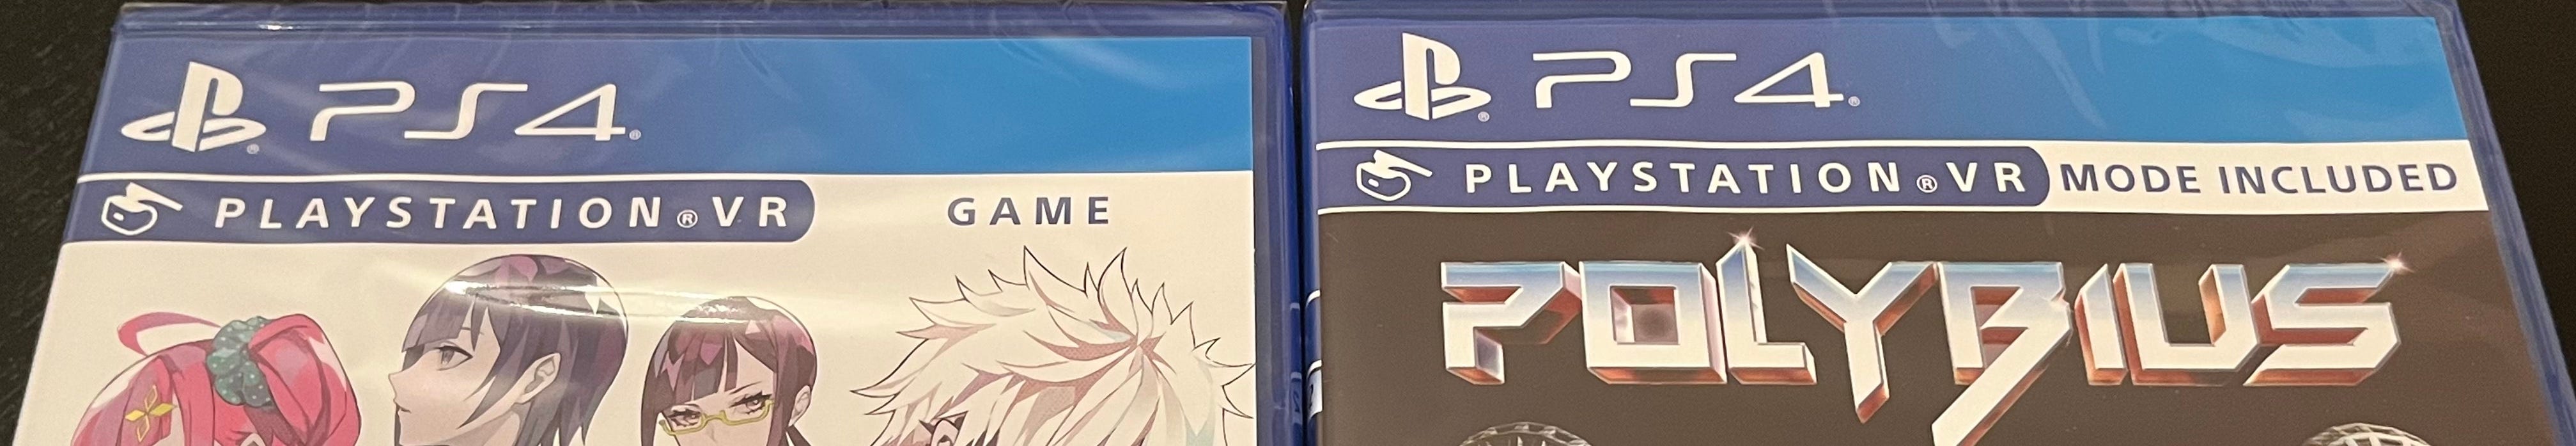 PS4®
PLAYSTATION®VR GAME
PS4®
PLAYSTATION®VR MODE INCLUDED
POLYBIUS